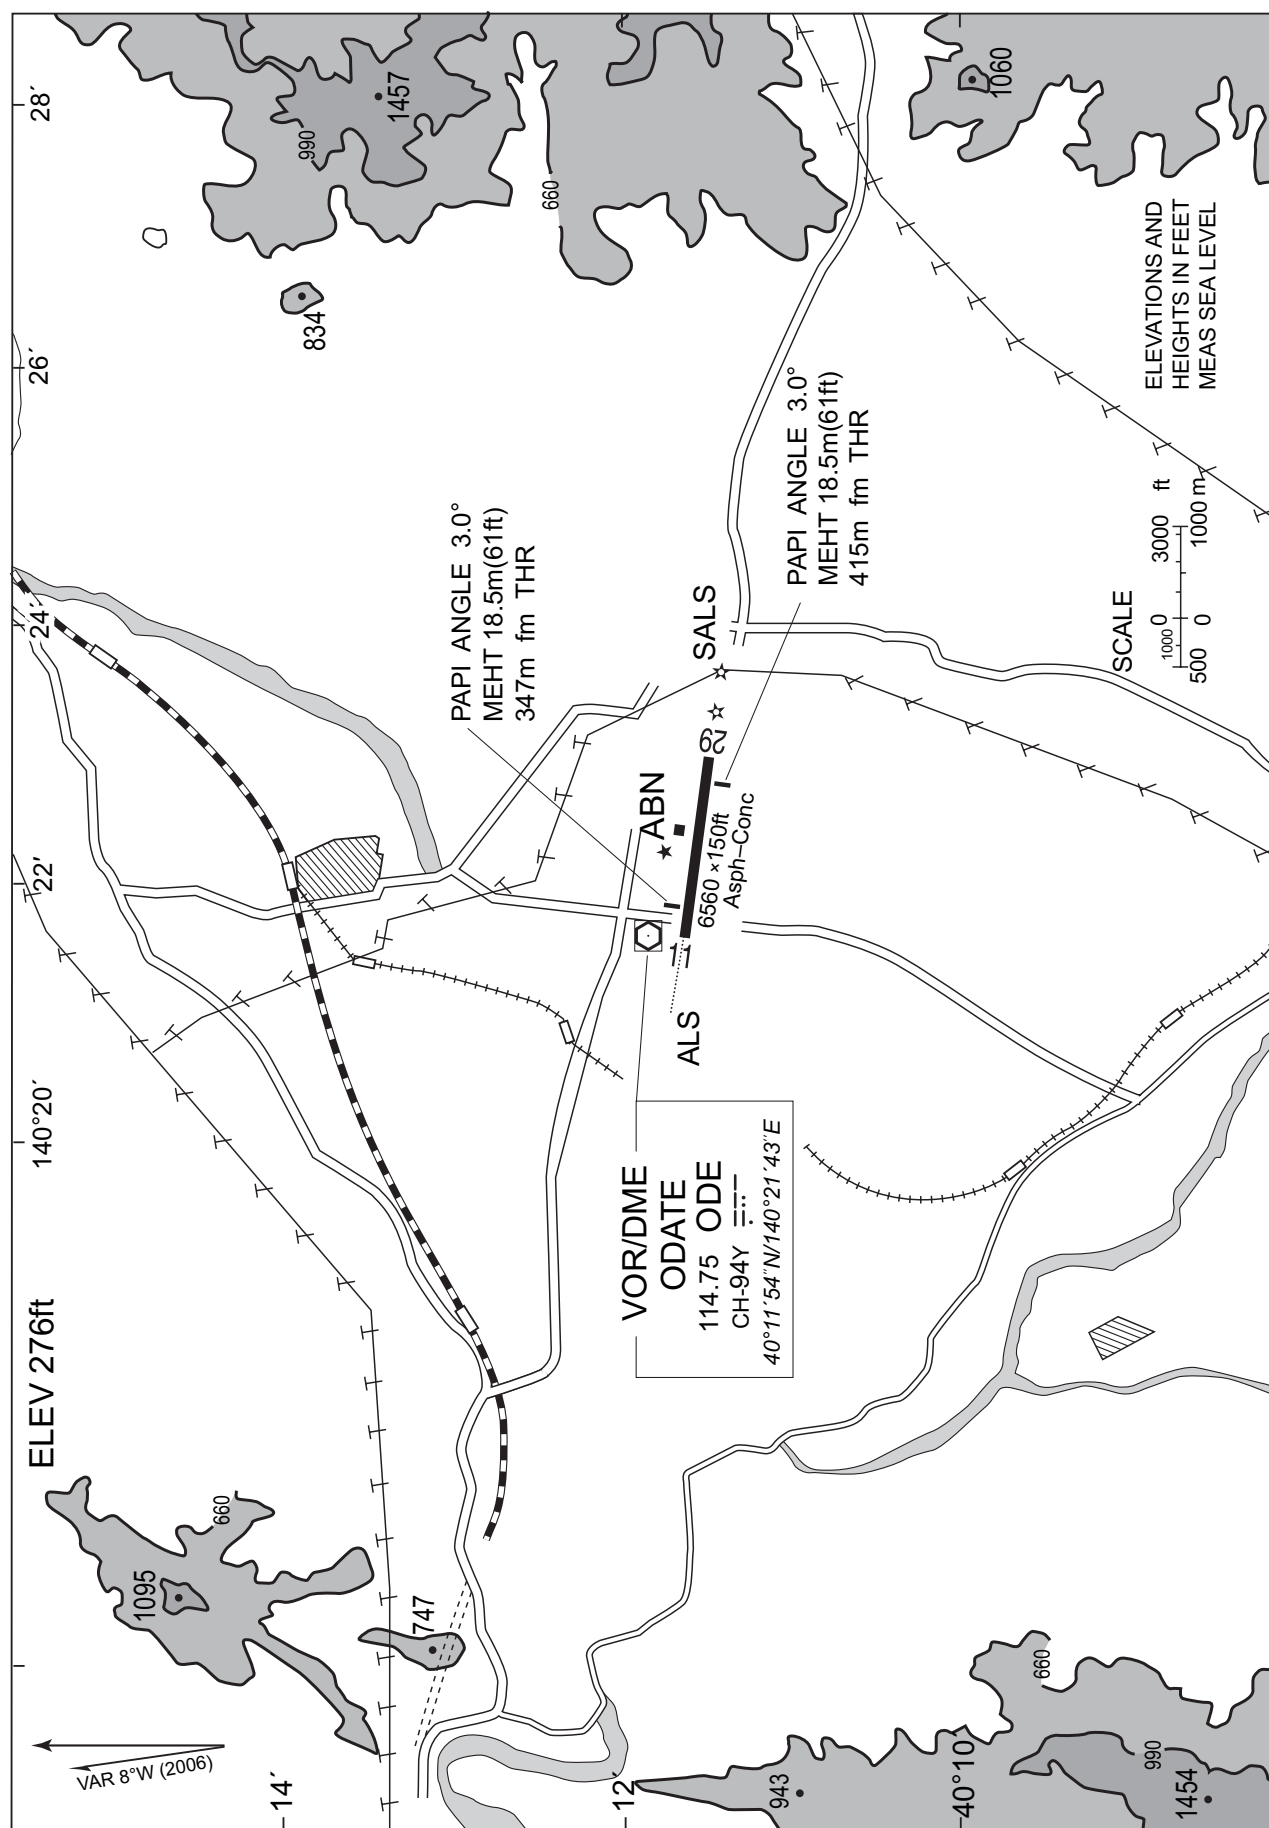 ELEV 276ft
140°20´
22´
24´
26´
28´
VAR 8°W (2006)
14´
12´
40°10´
1095
660
747
943
990
1454
660
834
990
1457
660
1060
PAPI ANGLE 3.0°
MEHT 18.5m(61ft)
347m fm THR
PAPI ANGLE 3.0°
MEHT 18.5m(61ft)
415m fm THR
ABN
SALS
ALS
11
29
6560×150ft
Asph-Conc
VOR/DME
ODATE
114.75 ODE
CH-94Y
40°11´54˝N/140°21´43˝E
SCALE
1000 0 3000 ft
500 0 1000 m
ELEVATIONS AND
HEIGHTS IN FEET
MEAS SEA LEVEL